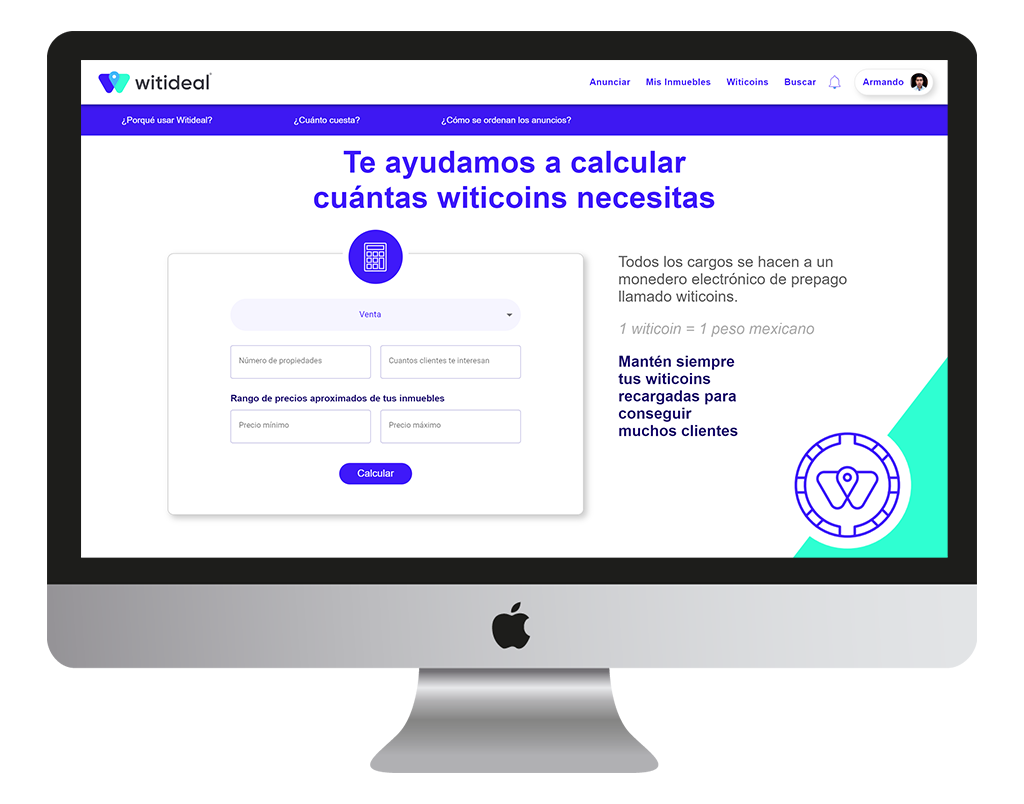 witideal
Anunciar Mis Inmuebles Witicoins Buscar Armando
¿Porqué usar Witideal? ¿Cuánto cuesta? ¿Cómo se ordenan los anuncios?
Te ayudamos a calcular
cuántas witicoins necesitas
Venta
Número de propiedades Cuantos clientes te interesan
Rango de precios aproximados de tus inmuebles
Precio mínimo Precio máximo
Calcular
Todos los cargos se hacen a un
monedero electrónico de prepago
llamado witicoins.
1 witicoin = 1 peso mexicano
Mantén siempre
tus witicoins
recargadas para
conseguir
muchos clientes